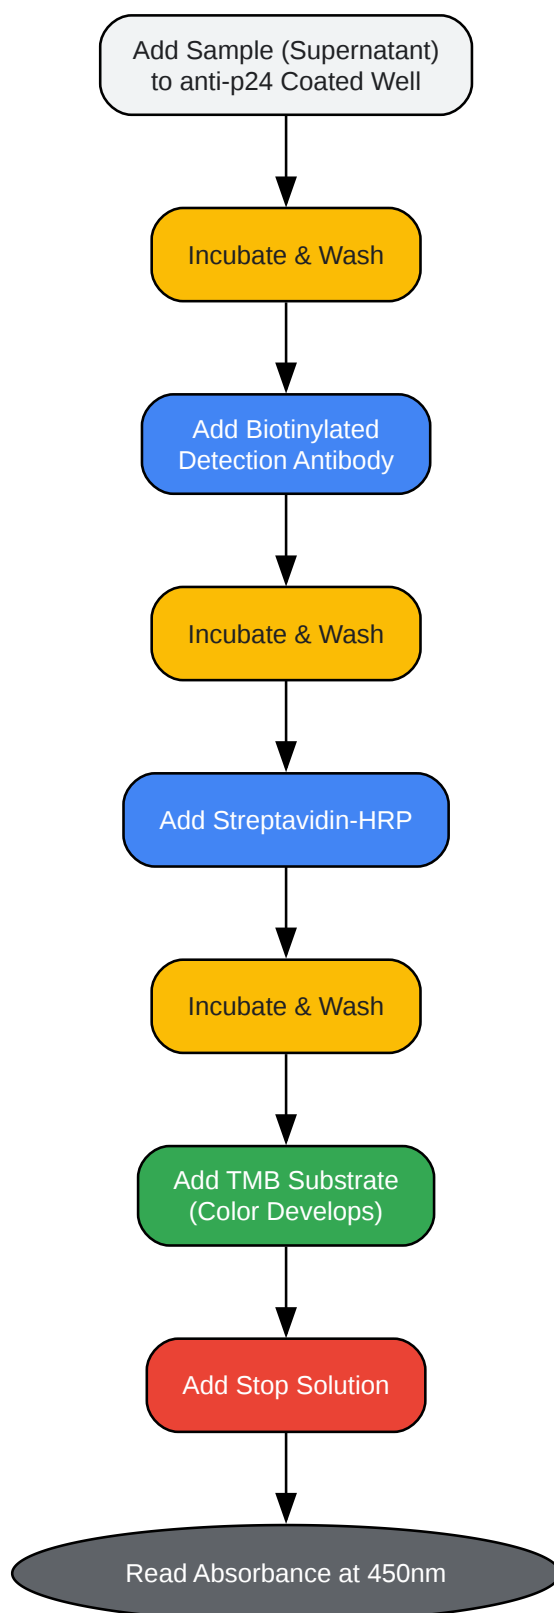 Add Sample (Supernatant)
to anti-p24 Coated Well
Incubate & Wash
Add Biotinylated
Detection Antibody
Incubate & Wash
Add Streptavidin-HRP
Incubate & Wash
Add TMB Substrate
(Color Develops)
Add Stop Solution
Read Absorbance at 450nm